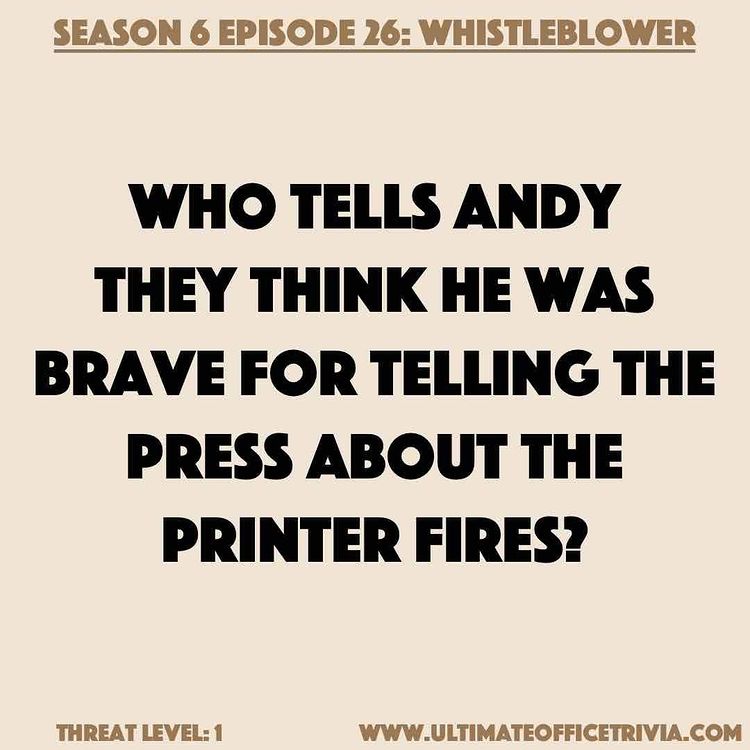 SEASON 6 EPISODE 26: WHISTLEBLOWER
WHO TELLS ANDY
THEY THINK HE WAS
BRAVE FOR TELLING THE
PRESS ABOUT THE
PRINTER FIRES?
THREAT LEVEL: 1
WWW.ULTIMATEOFFICETRIVIA.COM